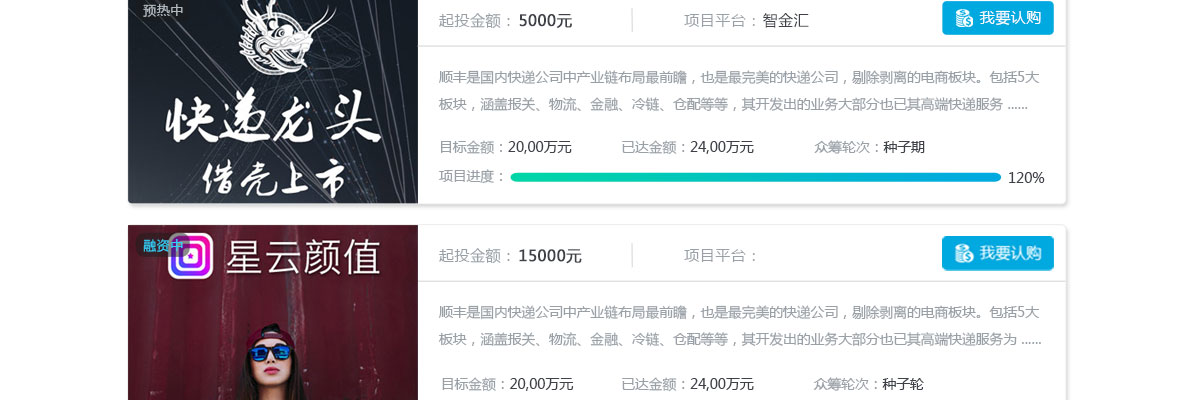 预热中
快递龙头
借壳上市
起投金额： 5000元
项目平台： 智金汇
我要认购
顺丰是国内快递公司中产业链布局最前瞻，也是最完美的快递公司，剔除剥离的电商板块。包括5大
板块，涵盖报关、物流、金融、冷链、仓配等等，其开发出的业务大部分也已其高端快递服务 ......
目标金额：20,00万元
已达金额：24,00万元
众筹轮次：种子期
项目进度：
120%
融资中
星云颜值
起投金额： 15000元
项目平台：
我要认购
顺丰是国内快递公司中产业链布局最前瞻，也是最完美的快递公司，剔除剥离的电商板块。包括5大
板块，涵盖报关、物流、金融、冷链、仓配等等，其开发出的业务大部分也已其高端快递服务为 ......
目标金额：20,00万元
已达金额：24,00万元
众筹轮次：种子轮